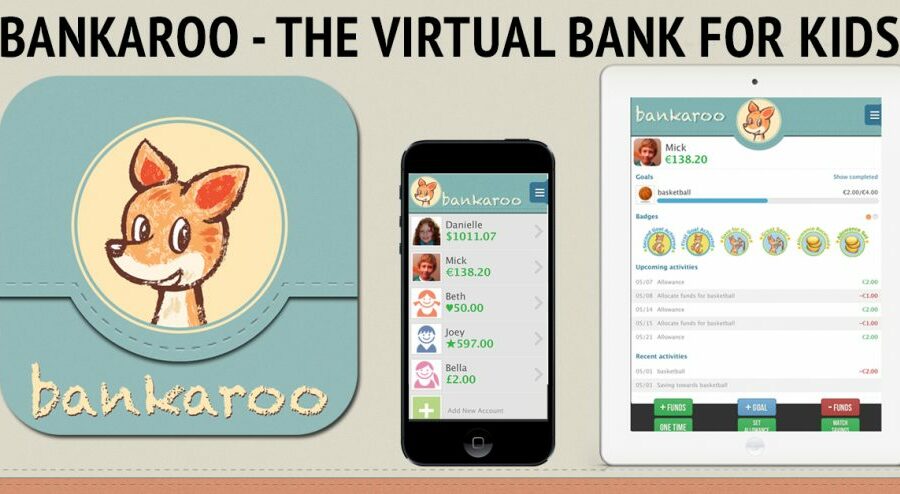 BANKAROO - THE VIRTUAL BANK FOR KIDS
bankaroo
bankaroo
Danielle
$1011.07
Mick
€138.20
Beth
♥50.00
Joey
★597.00
Bella
£2.00
Add New Account
bankaroo
Mick
€138.20
Goals
Show completed
basketball
€2.00/€4.00
Badges
Upcoming activities
05/07 Allowance €2.00
05/08 Allocate funds for basketball -€1.00
05/14 Allowance €2.00
05/15 Allocate funds for basketball -€1.00
05/21 Allowance €2.00
Recent activities
05/01 basketball -€2.00
05/01 Saving towards basketball
+ FUNDS
+ GOAL
- FUNDS
ONE TIME
SET
ALLOWANCE
WATCH
SAVINGS